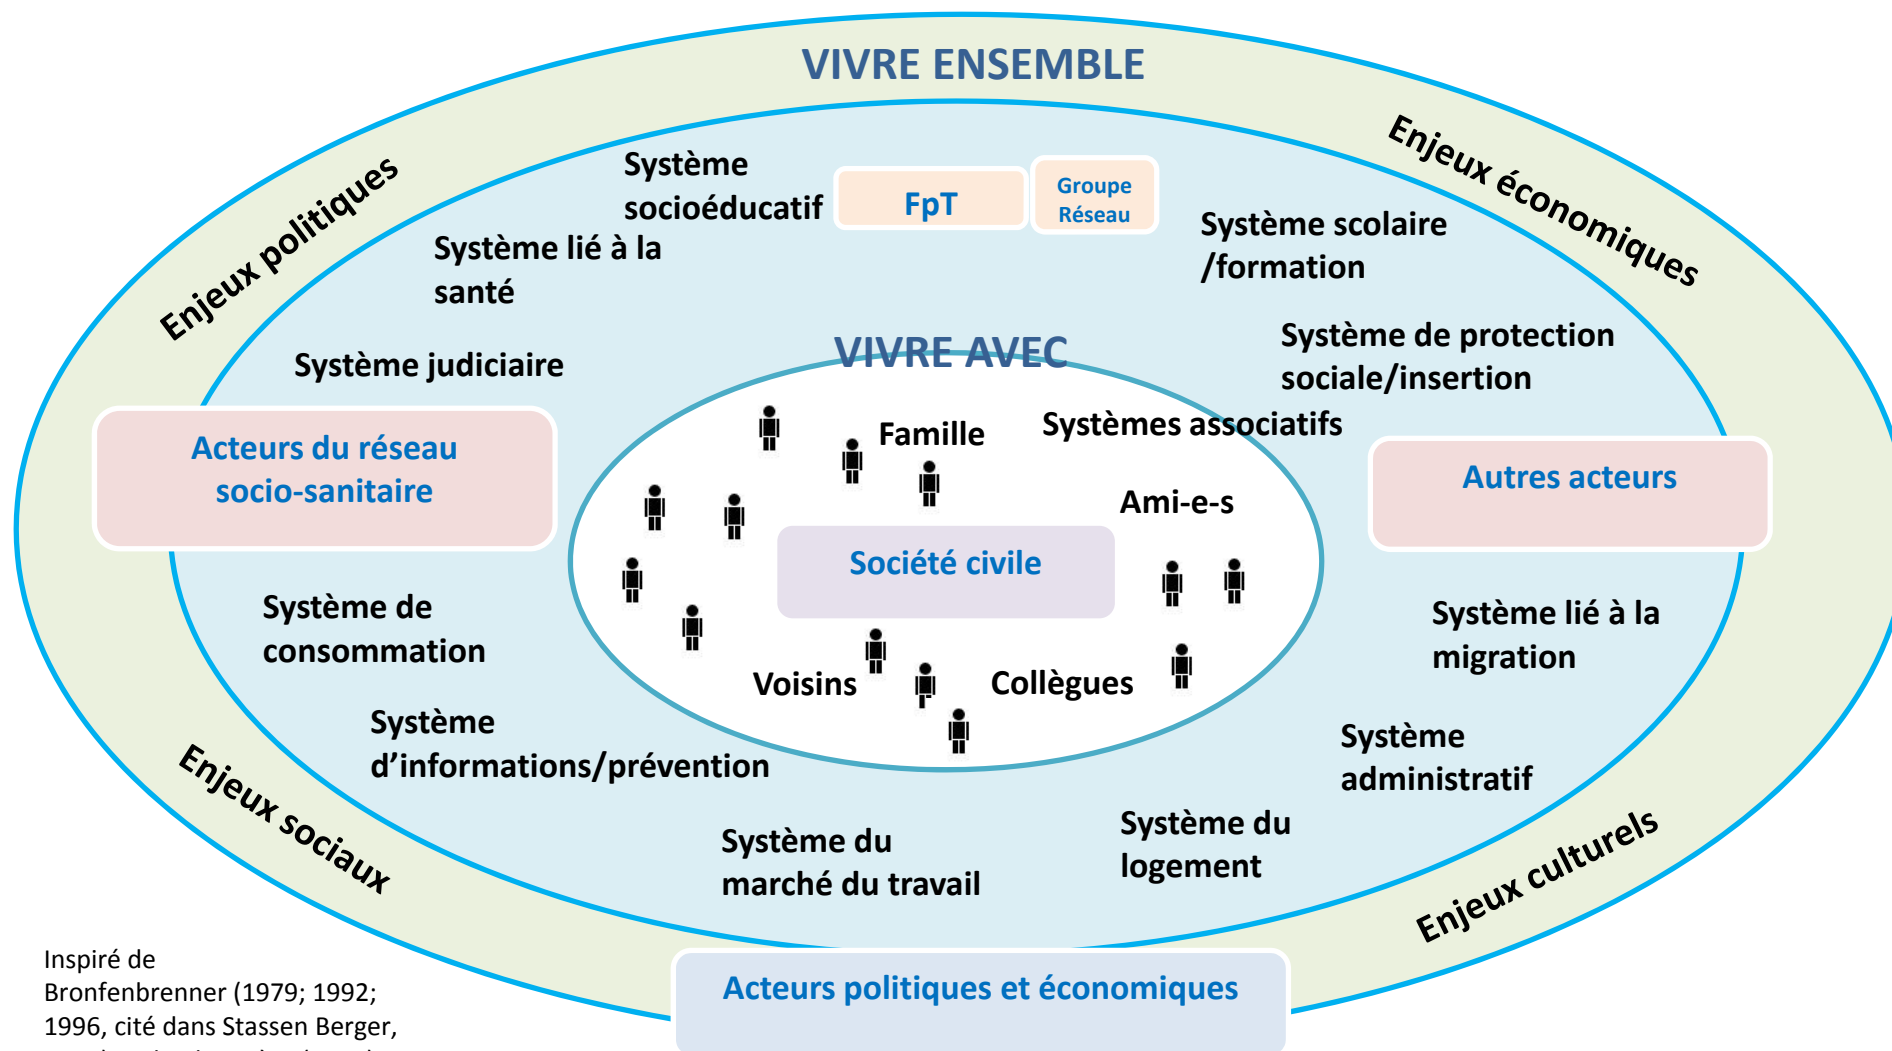 VIVRE ENSEMBLE
Enjeux politiques
Enjeux économiques
Système
socioéducatif
FpT
Groupe
Réseau
Système lié à la
santé
Système scolaire
/formation
Système judiciaire
VIVRE AVEC
Système de protection
sociale/insertion
Acteurs du réseau
socio-sanitaire
Famille
Systèmes associatifs
Ami-e-s
Autres acteurs
Société civile
Système de
consommation
Système lié à la
migration
Voisins
Collègues
Système
d’informations/prévention
Système
administratif
Enjeux sociaux
Système du
marché du travail
Système du
logement
Enjeux culturels
Acteurs politiques et économiques
Inspiré de
Bronfenbrenner (1979; 1992;
1996, cité dans Stassen Berger,